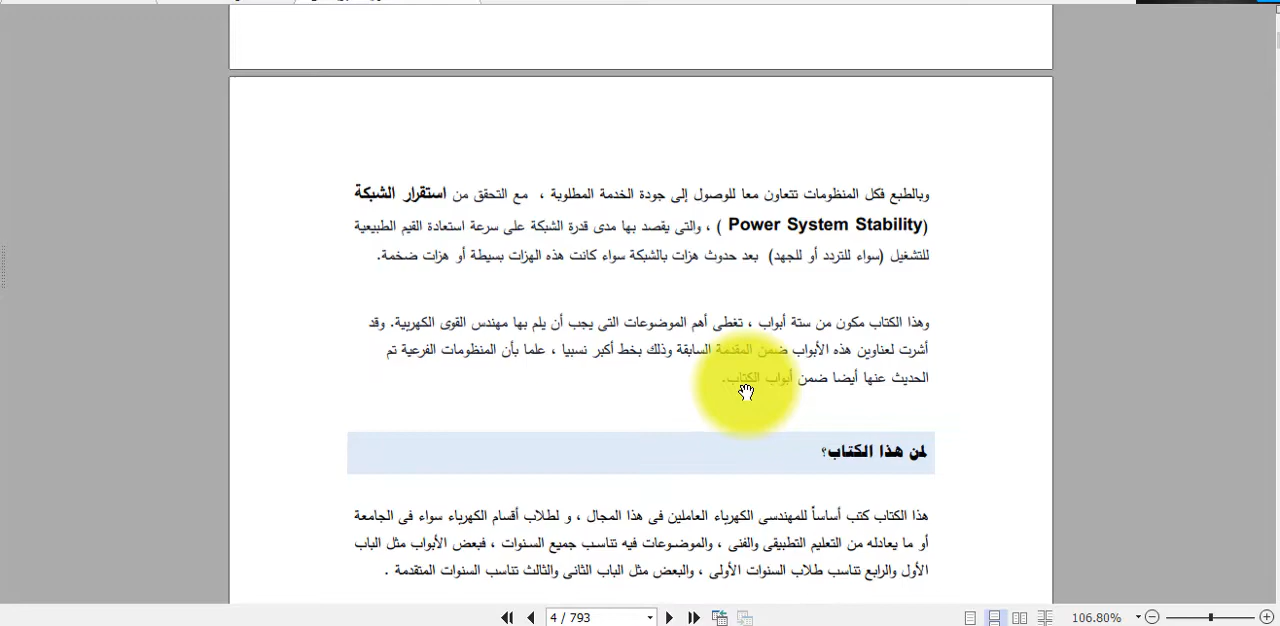 وبالطبع فكل المنظومات تتعاون معا للوصول إلى جودة الخدمة المطلوبة ، مع التحقق من استقرار الشبكة
(Power System Stability ) ، والتى يقصد بها مدى قدرة الشبكة على سرعة استعادة القيم الطبيعية
للتشغيل (سواء للتردد أو للجهد) بعد حدوث هزات بالشبكة سواء كانت هذه الهزات بسيطة أو هزات ضخمة.
وهذا الكتاب مكون من ستة أبواب ، تغطى أهم الموضوعات التى يجب أن يلم بها مهندس القوى الكهربية. وقد
أشرت لعناوين هذه الأبواب ضمن المقدمة السابقة وذلك بخط أكبر نسبيا ، علما بأن المنظومات الفرعية تم
الحديث عنها أيضا ضمن أبواب الكتاب.
لمن هذا الكتاب؟
هذا الكتاب كتب أساساً للمهندسى الكهرباء العاملين فى هذا المجال ، و لطلاب أقسام الكهرباء سواء فى الجامعة
أو ما يعادله من التعليم التطبيقى والفنى ، والموضوعات فيه تناسب جميع السنوات ، فبعض الأبواب مثل الباب
الأول والرابع تناسب طلاب السنوات الأولى ، والبعض مثل الباب الثانى والثالث تناسب السنوات المتقدمة .
4 / 793
106.80%